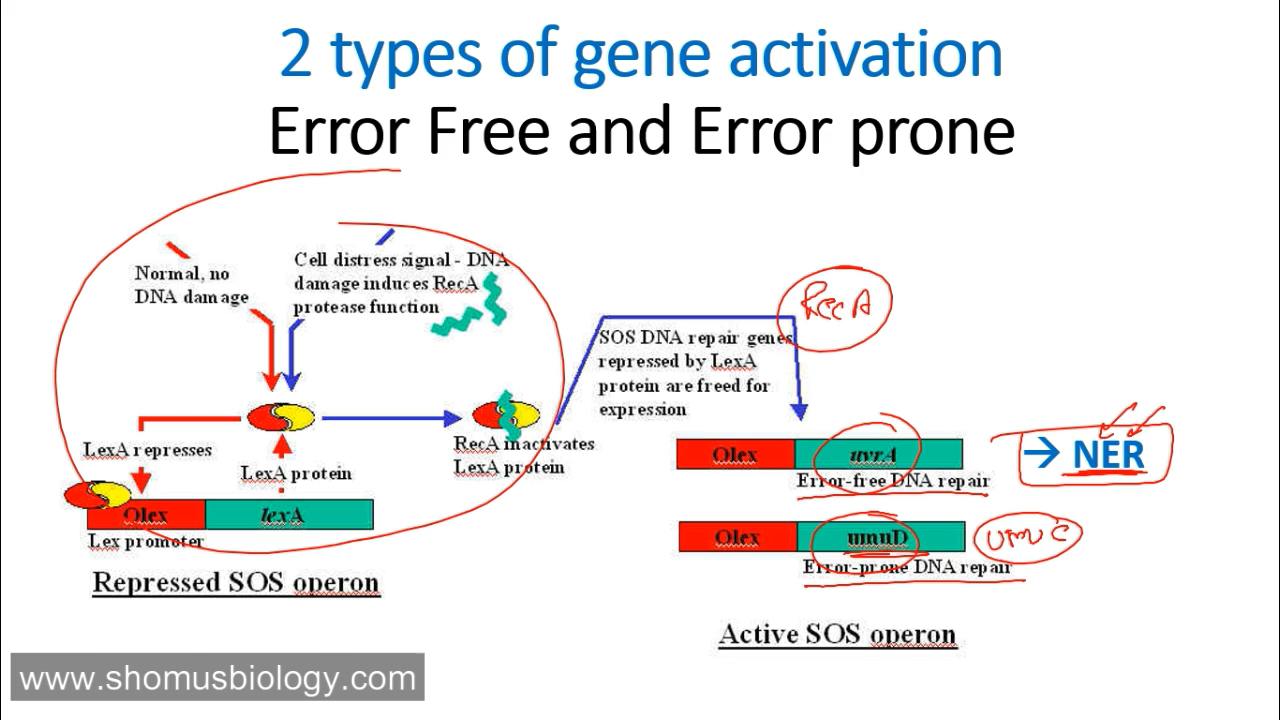 2 types of gene activation
Error Free and Error prone
Normal, no
DNA damage
Cell distress signal - DNA
damage induces RecA
protease function
RecA
SOS DNA repair genes
repressed by LexA
protein are freed for
expression
LexA represses
LexA protein
RecA inactivates
LexA protein
Olex
lexA
Lex promoter
Repressed SOS operon
Olex
uvrA
Error-free DNA repair
→ NER
Olex
umuD
umuC
Error-prone DNA repair
Active SOS operon
www.shomusbiology.com